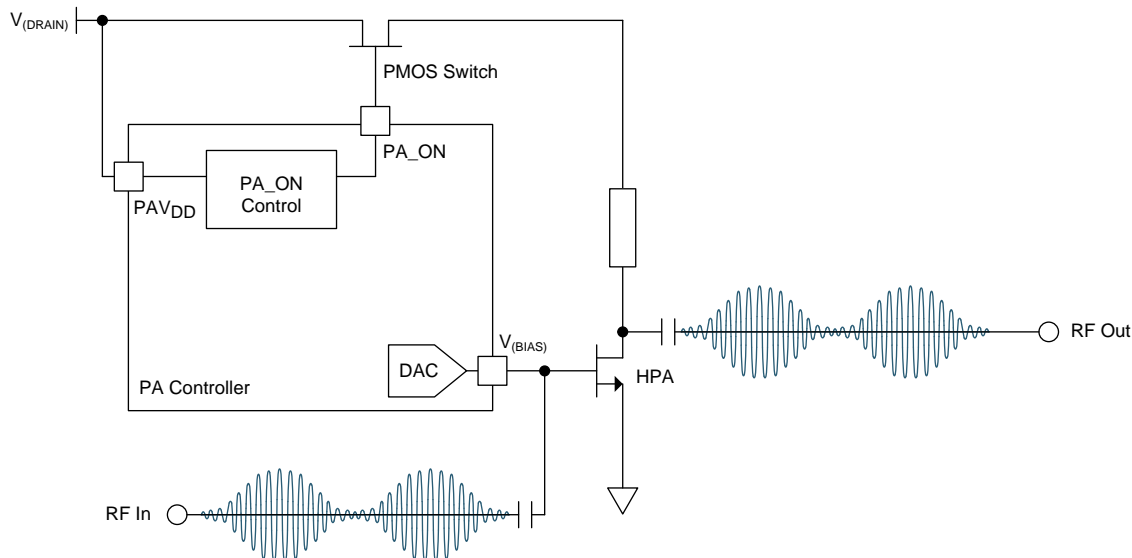 V(DRAIN)
PMOS Switch
PA_ON
PA_ON
Control
PAVDD
V(BIAS)
DAC
HPA
RF Out
PA Controller
RF In